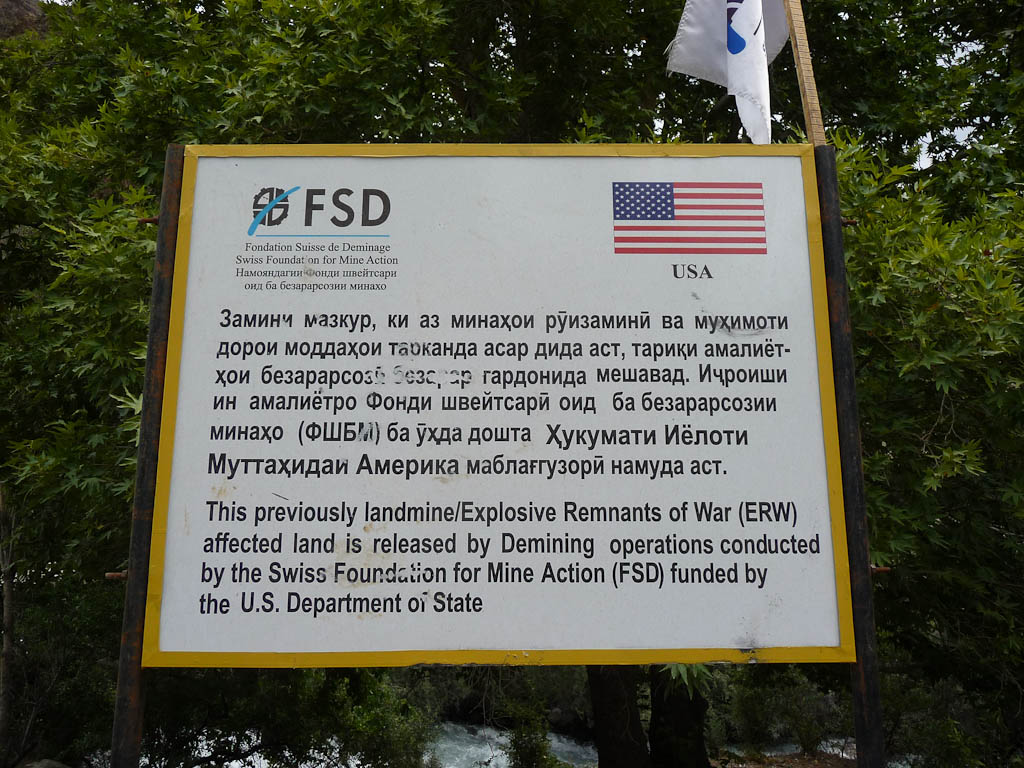 FSD
Fondation Suisse de Deminage
Swiss Foundation for Mine Action
Намояндагии Фонди швейтсари
оид ба безарарсозии минахо
USA
Замини мазкур, ки аз минаҳои рӯизаминӣ ва муҳимоти
дорои моддаҳои тарканда асар дида аст, тариқи амалиёт-
ҳои безарарсозӣ безарар гардонида мешавад. Иҷроиши
ин амалиётро Фонди швейтсарӣ оид ба безарарсозии
минаҳо (ФШБМ) ба ӯҳда дошта Ҳукумати Иёлоти
Муттаҳидаи Америка маблағгузорӣ намуда аст.
This previously landmine/Explosive Remnants of War (ERW)
affected land is released by Demining operations conducted
by the Swiss Foundation for Mine Action (FSD) funded by
the U.S. Department of State